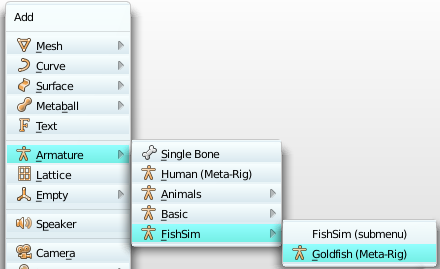 Add
Mesh
Curve
Surface
Metaball
Text
Armature
Lattice
Empty
Speaker
Camera
Single Bone
Human (Meta-Rig)
Animals
Basic
FishSim
FishSim (submenu)
Goldfish (Meta-Rig)